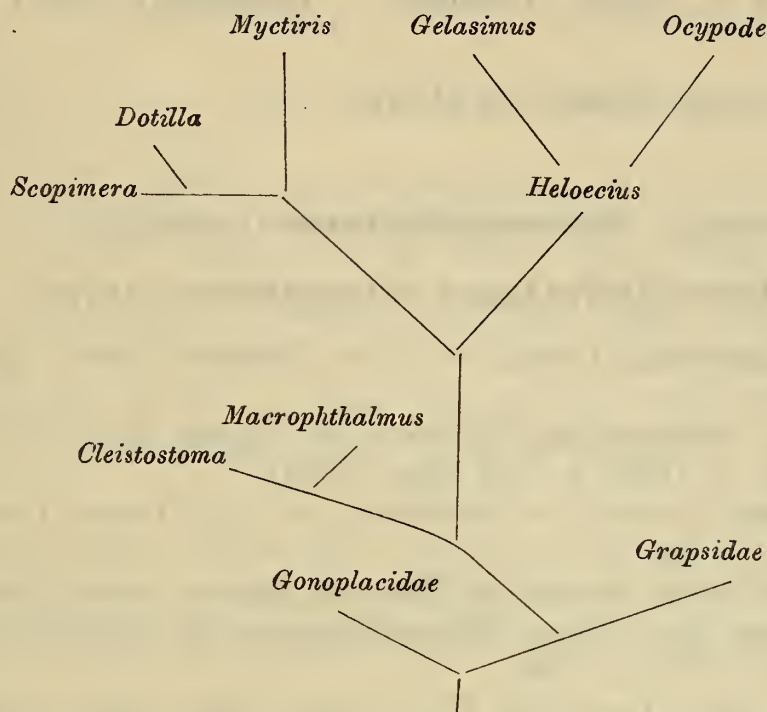 Myctiris Gelasimus Ocypode
Dotilla
Scopimera Heloecius
Macrophthalmus
Cleistostoma
Grapsidae
Gonoplacidae